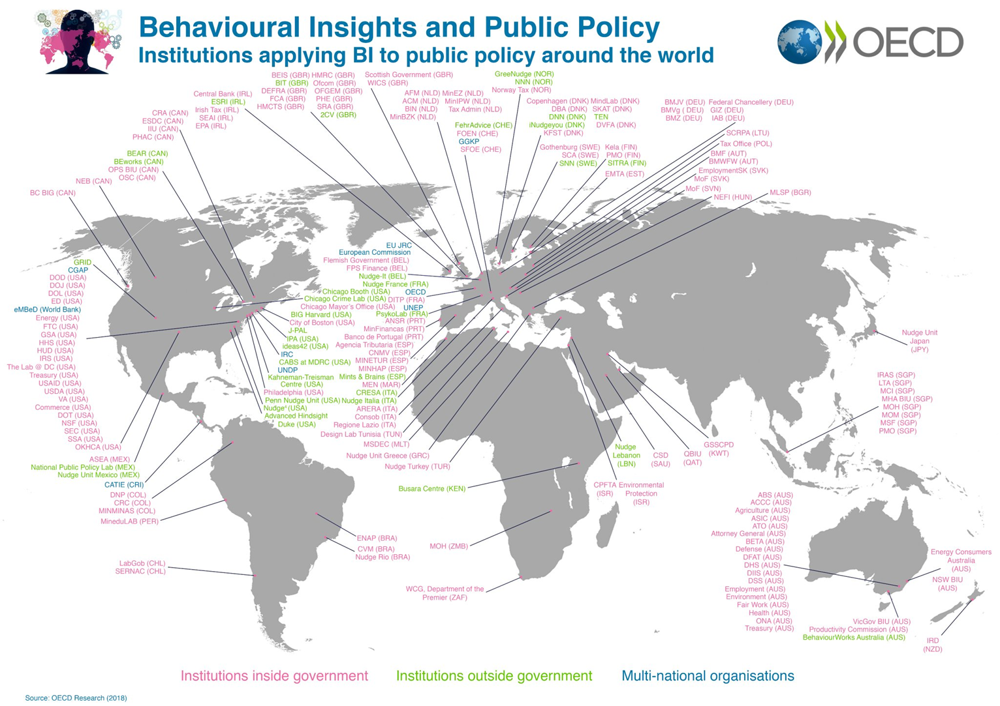 Behavioural Insights and Public Policy
Institutions applying BI to public policy around the world
OECD
BEIS (GBR) HMRC (GBR)
BIT (GBR) Ofcom (GBR)
DEFRA (GBR) OFGEM (GBR)
FCA (GBR) PHE (GBR)
HMCTS (GBR) SRA (GBR)
2CV (GBR)
Scottish Government (GBR)
WICS (GBR)
Central Bank (IRL)
ESRI (IRL)
Irish Tax (IRL)
SEAI (IRL)
EPA (IRL)
CRA (CAN)
ESDC (CAN)
IIU (CAN)
PHAC (CAN)
BEAR (CAN)
BEworks (CAN)
OPS BIU (CAN)
OSC (CAN)
NEB (CAN)
BC BIG (CAN)
AFM (NLD) MinEZ (NLD)
ACM (NLD) MinIPW (NLD)
BIN (NLD) Tax Admin (NLD)
MinBZK (NLD)
FehrAdvice (CHE)
FOEN (CHE)
GGKP
SFOE (CHE)
GreeNudge (NOR)
NNN (NOR)
Norway Tax (NOR)
Copenhagen (DNK) MindLab (DNK)
DBA (DNK) SKAT (DNK)
DNN (DNK) TEN
iNudgeyou (DNK) DVFA (DNK)
KFST (DNK)
Gothenburg (SWE)
SCA (SWE)
SNN (SWE)
Kela (FIN)
PMO (FIN)
SITRA (FIN)
EMTA (EST)
BMJV (DEU) Federal Chancellery (DEU)
BMVg ( DEU) GIZ (DEU)
BMZ (DEU) IAB (DEU)
SCRPA (LTU)
Tax Office (POL)
BMF (AUT)
BMWFW (AUT)
EmploymentSK (SVK)
MoF (SVK)
MoF (SVN)
NEFI (HUN)
MLSP (BGR)
GRID
CGAP
DOD (USA)
DOJ (USA)
DOL (USA)
ED (USA)
eMBeD (World Bank)
Energy (USA)
FTC (USA)
GSA (USA)
HHS (USA)
HUD (USA)
IRS (USA)
The Lab @ DC (USA)
Treasury (USA)
USAID (USA)
USDA (USA)
VA (USA)
Commerce (USA)
DOT (USA)
NSF (USA)
SEC (USA)
SSA (USA)
OKHCA (USA)
ASEA (MEX)
National Public Policy Lab (MEX)
Nudge Unit Mexico (MEX)
CATIE (CRI)
DNP (COL)
CRC (COL)
MINMINAS (COL)
MineduLAB (PER)
LabGob (CHL)
SERNAC (CHL)
EU JRC
European Commission
Flemish Government (BEL)
FPS Finance (BEL)
Nudge-It (BEL)
Nudge France (FRA)
Chicago Booth (USA) OECD
Chicago Crime Lab (USA) DITP (FRA)
Chicago Mayor's Office (USA) UNEP
BIG Harvard (USA) PsykoLab (FRA)
City of Boston (USA) ANSR (PRT)
J-PAL MinFinancas (PRT)
IPA (USA) Banco de Portugal (PRT)
ideas42 (USA) Agencia Tributaria (ESP)
IRC CNMV (ESP)
CABS at MDRC (USA) MINETUR (ESP)
UNDP MINHAP (ESP)
Kahneman-Treisman Mints & Brains (ESP)
Centre (USA) MEN (MAR)
Philadelphia (USA) CRESA (ITA)
Penn Nudge Unit (USA) Nudge Italia (ITA)
Nudge⁴ (USA) ARERA (ITA)
Advanced Hindsight Consob (ITA)
Duke (USA) Regione Lazio (ITA)
Design Lab Tunisia (TUN)
MSDEC (MLT)
Nudge Unit Greece (GRC)
Nudge Turkey (TUR)
Busara Centre (KEN)
MOH (ZMB)
WCG, Department of the
Premier (ZAF)
ENAP (BRA)
CVM (BRA)
Nudge Rio (BRA)
Nudge
Lebanon
(LBN)
CPFTA Environmental
(ISR) Protection
(ISR)
CSD
(SAU)
QBIU
(QAT)
GSSCPD
(KWT)
Nudge Unit
Japan
(JPY)
IRAS (SGP)
LTA (SGP)
MCI (SGP)
MHA BIU (SGP)
MOH (SGP)
MOM (SGP)
MSF (SGP)
PMO (SGP)
ABS (AUS)
ACCC (AUS)
Agriculture (AUS)
ASIC (AUS)
ATO (AUS)
Attorney General (AUS)
BETA (AUS)
Defense (AUS)
DFAT (AUS)
DHS (AUS)
DIIS (AUS)
DSS (AUS)
Employment (AUS)
Environment (AUS)
Fair Work (AUS)
Health (AUS)
ONA (AUS)
Treasury (AUS)
Energy Consumers
Australia
(AUS)
NSW BIU
(AUS)
VicGov BIU (AUS)
Productivity Commission (AUS)
BehaviourWorks Australia (AUS)
IRD
(NZD)
Institutions inside government
Institutions outside government
Multi-national organisations
Source: OECD Research (2018)